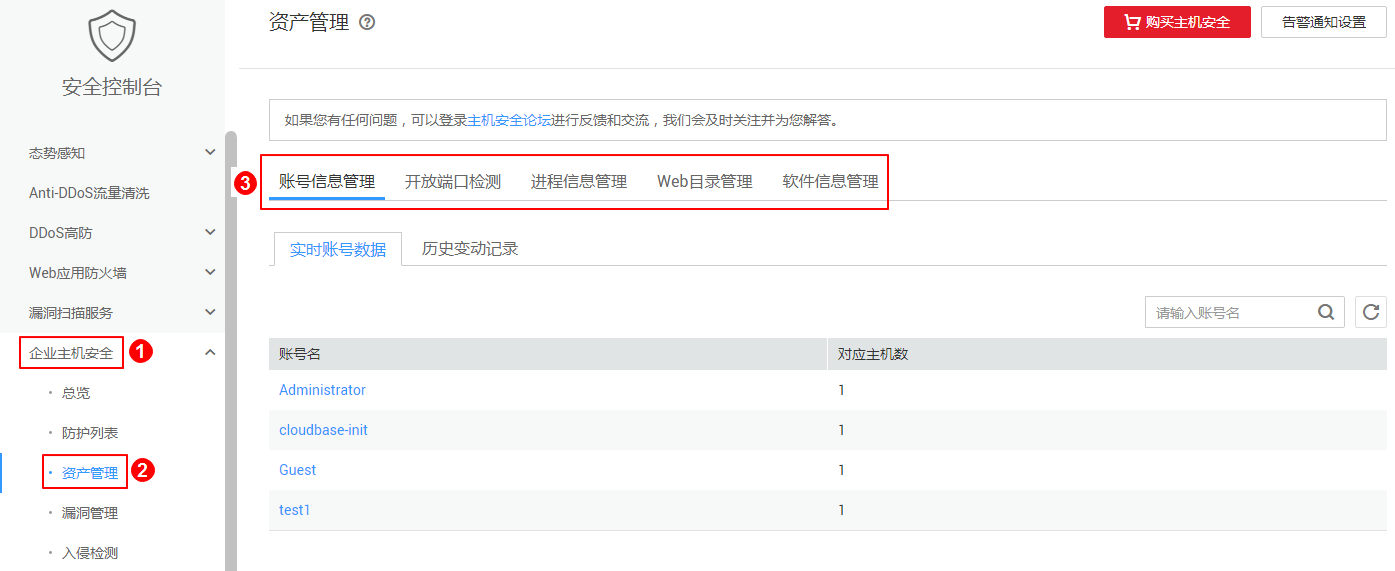 安全控制台
态势感知
Anti-DDoS流量清洗
DDoS高防
Web应用防火墙
漏洞扫描服务
企业主机安全 1
总览
防护列表
资产管理 2
漏洞管理
入侵检测
资产管理 ?
购买主机安全 告警通知设置
如果您有任何问题，可以登录主机安全论坛进行反馈和交流，我们会及时关注并为您解答。
3 账号信息管理 开放端口检测 进程信息管理 Web目录管理 软件信息管理
实时账号数据 历史变动记录
请输入账号名
账号名 对应主机数
Administrator 1
cloudbase-init 1
Guest 1
test1 1